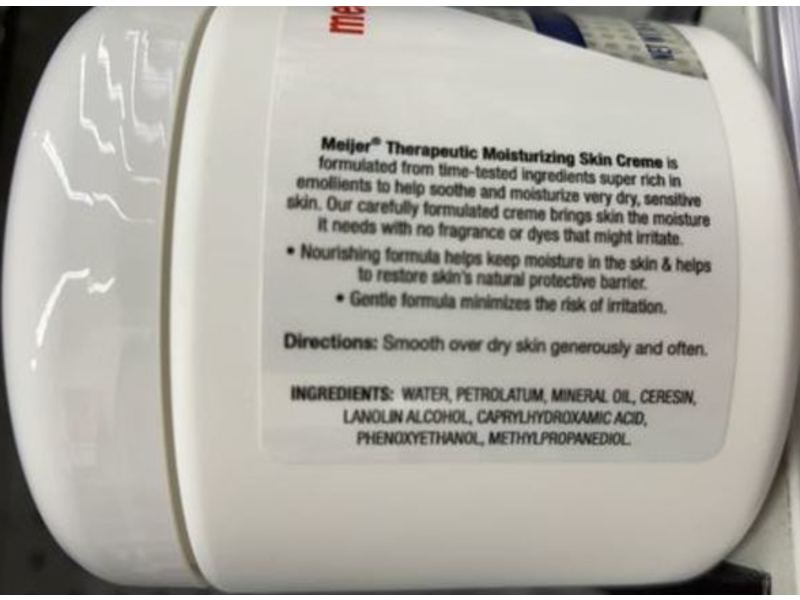 me
NET W
Meijer® Therapeutic Moisturizing Skin Creme is
formulated from time-tested ingredients super rich in
emollients to help soothe and moisturize very dry, sensitive
skin. Our carefully formulated creme brings skin the moisture
it needs with no fragrance or dyes that might irritate.
• Nourishing formula helps keep moisture in the skin & helps
to restore skin's natural protective barrier.
• Gentle formula minimizes the risk of irritation.
Directions: Smooth over dry skin generously and often.
INGREDIENTS: WATER, PETROLATUM, MINERAL OIL, CERESIN,
LANOLIN ALCOHOL, CAPRYLHYDROXAMIC ACID,
PHENOXYETHANOL, METHYLPROPANEDIOL.